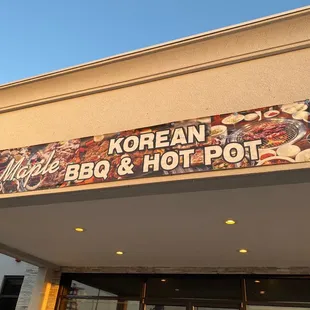 Maple
KOREAN
BBQ & HOT POT